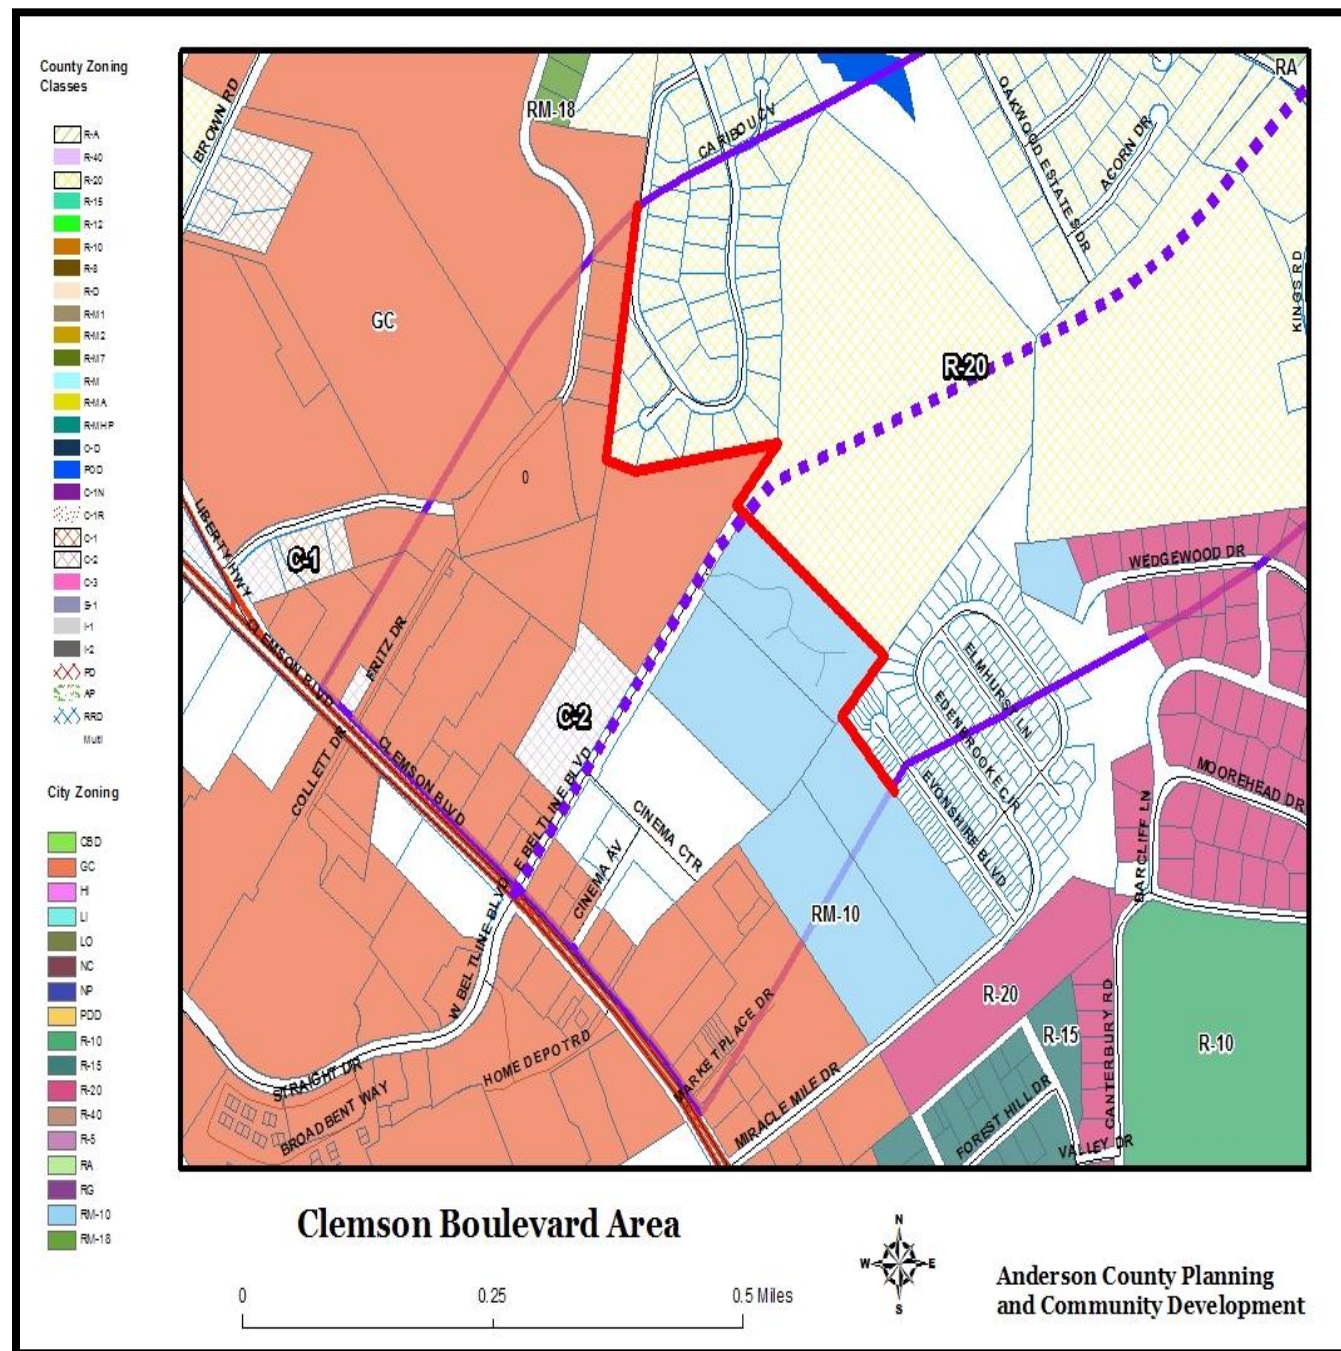 County Zoning
Classes
R-A
R-40
R-20
R-15
R-12
R-10
R-8
R-D
R-M1
R-M2
R-M7
R-M
R-MA
R-MHP
O-D
POD
C-1N
C-1R
C-1
C-2
C-3
S-1
I-1
I-2
PD
AP
RRD
Mutl
City Zoning
CBD
GC
HI
LI
LO
NC
NP
PDD
R-10
R-15
R-20
R-40
R-5
RA
RG
RM-10
RM-18
BROWN RD
RM-18
CARIBOU CV
OAKWOOD ESTATES DR
ACORN DR
RA
KINGS RD
GC
R-20
0
LIBERTY HWY
C-1
CLEMSON BLVD
FRITZ DR
COLLETT DR
CLEMSON BLVD
C-2
E BELTLINE BLVD
W BELTLINE BLVD
CINEMA CTR
CINEMA AV
WEDGEWOOD DR
ELMHURST LN
EDENBROOKE CIR
EVONSHIRE BLVD
MOOREHEAD DR
BARCLIFF LN
RM-10
R-20
R-15
R-10
CANTERBURY RD
STRAIGHT DR
BROADBENT WAY
HOME DEPOT RD
MARKET PLACE DR
MIRACLE MILE DR
FOREST HILL DR
VALLEY DR
Clemson Boulevard Area
0
0.25
0.5 Miles
N
W
E
S
Anderson County Planning
and Community Development